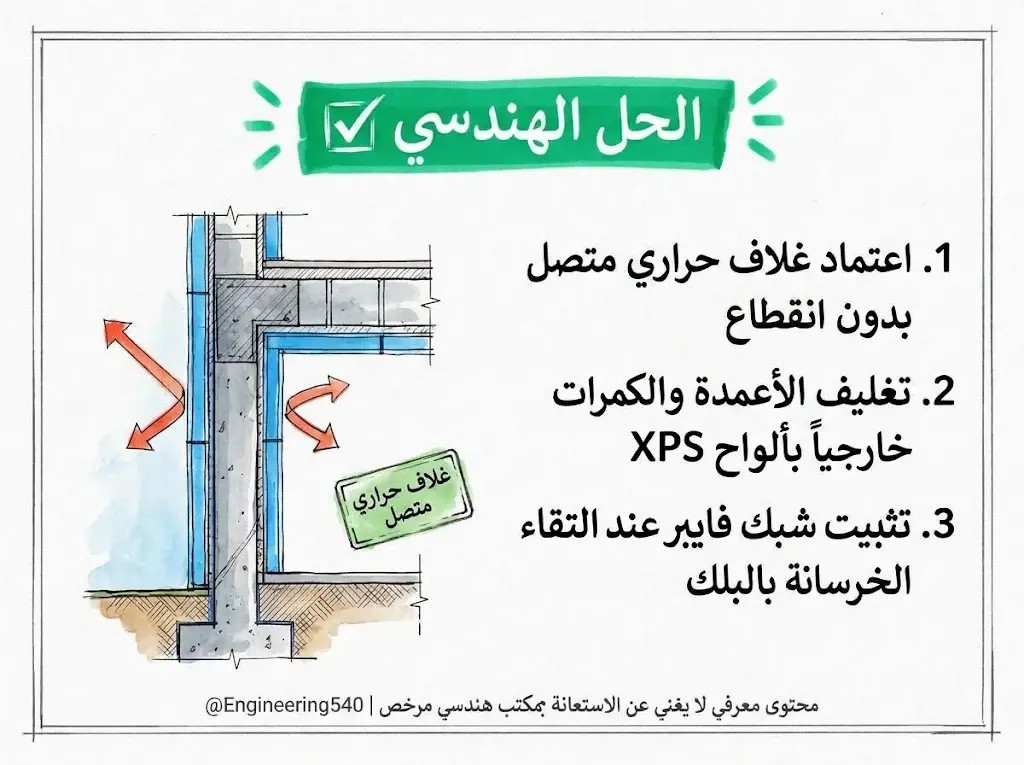 الحل الهندسي ☑
1. اعتماد غلاف حراري متصل
بدون انقطاع
2. تغليف الأعمدة والكمرات
خارجياً بألواح XPS
3. تثبيت شبك فايبر عند التقاء
الخرسانة بالبلك
غلاف حراري
متصل
محتوى معرفي لا يغني عن الاستعانة بمكتب هندسي مرخص | @Engineering540